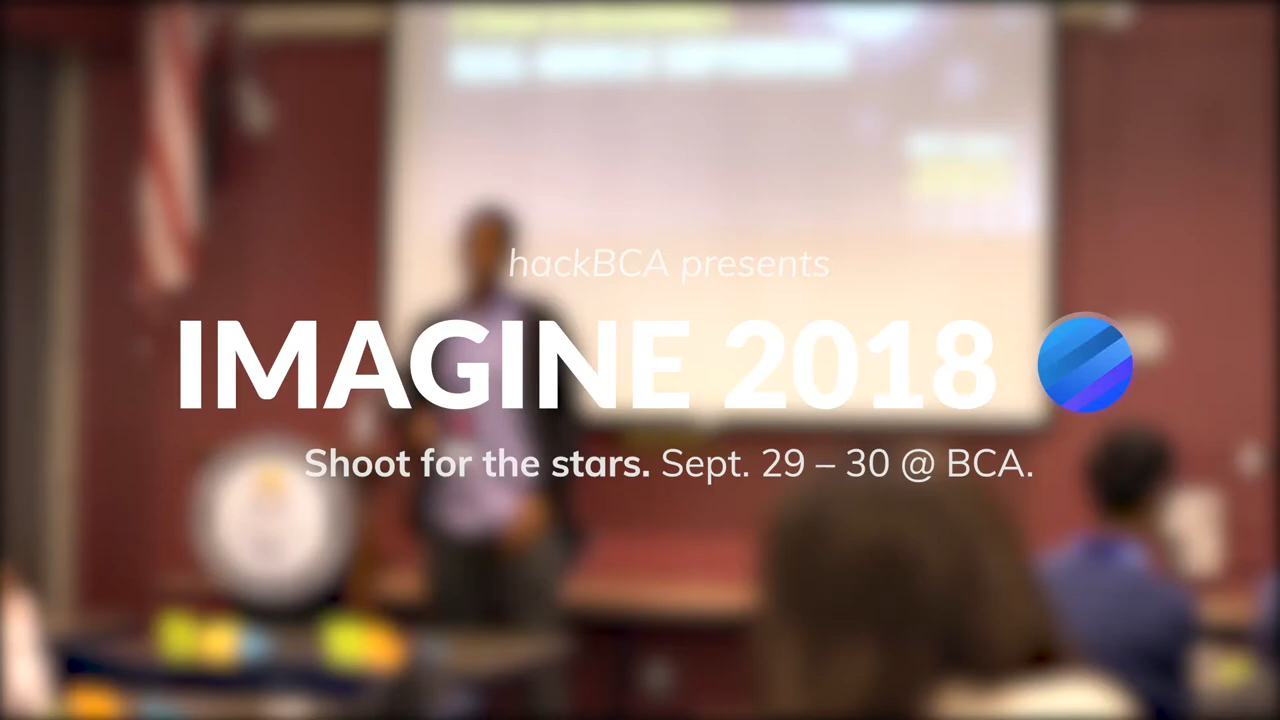 hackBCA presents
IMAGINE 2018
Shoot for the stars. Sept. 29 – 30 @ BCA.